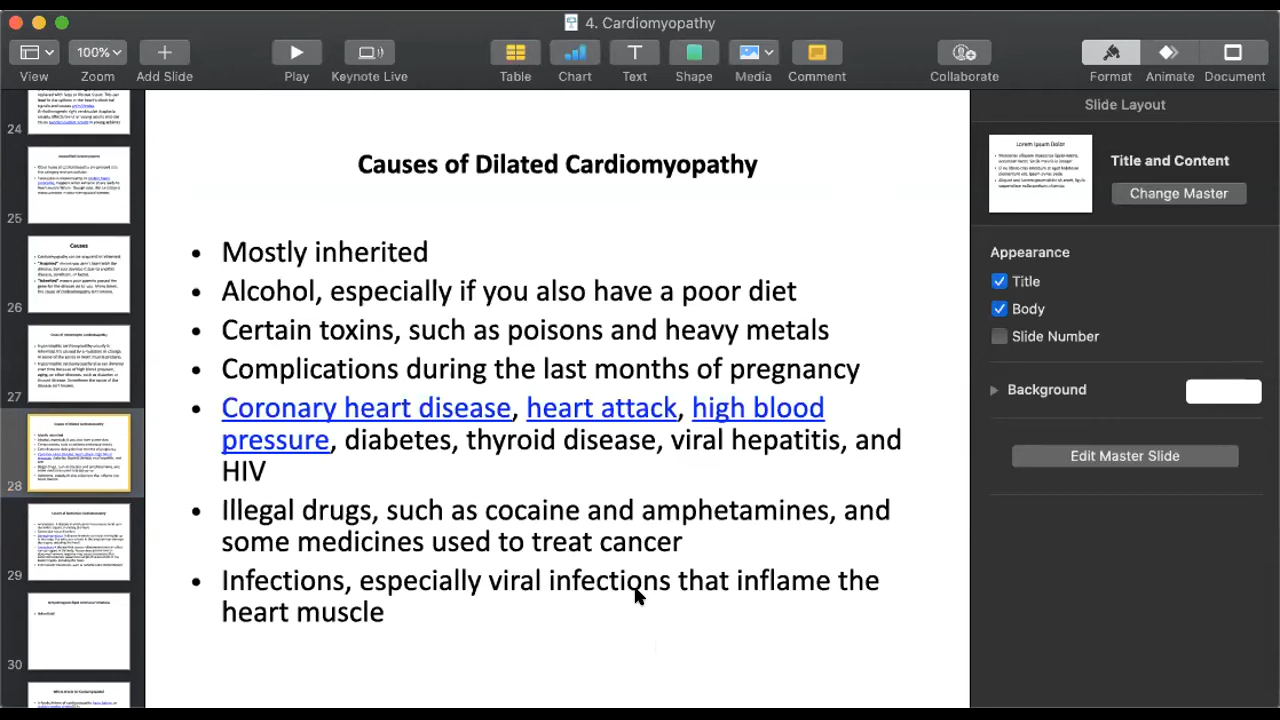 4. Cardiomyopathy
100%
View
Zoom
Add Slide
Play
Keynote Live
Table
Chart
Text
Shape
Media
Comment
Collaborate
Format
Animate
Document
24
25
Causes
26
27
28
29
30
Causes of Dilated Cardiomyopathy
• Mostly inherited
• Alcohol, especially if you also have a poor diet
• Certain toxins, such as poisons and heavy metals
• Complications during the last months of pregnancy
• Coronary heart disease, heart attack, high blood
pressure, diabetes, thyroid disease, viral hepatitis, and
HIV
• Illegal drugs, such as cocaine and amphetamines, and
some medicines used to treat cancer
• Infections, especially viral infections that inflame the
heart muscle
Slide Layout
Lorem Ipsum Dolor
Title and Content
Change Master
Appearance
Title
Body
Slide Number
Background
Edit Master Slide